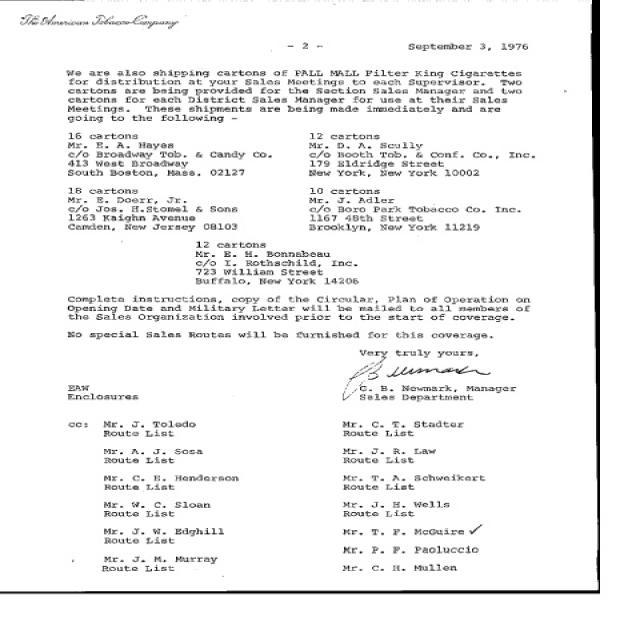 The American Tobacco Company
- 2 - September 3, 1976
We are also shipping cartons of PALL MALL Filter King Cigarettes
for distribution at your Sales Meetings to each Supervisor. Two
cartons are being provided for the Section Sales Manager and two
cartons for each District Sales Manager for use at their Sales
Meetings. These shipments are being made immediately and are
going to the following -
16 cartons
Mr. E. A. Hayes
c/o Broadway Tob. & Candy Co.
413 West Broadway
South Boston, Mass. 02127
12 cartons
Mr. D. A. Scully
c/o Booth Tob. & Conf. Co., Inc.
179 Eldridge Street
New York, New York 10002
18 cartons
Mr. E. Doerr, Jr.
c/o Jos. H.Stomel & Sons
1263 Kaighn Avenue
Camden, New Jersey 08103
10 cartons
Mr. J. Adler
c/o Boro Park Tobacco Co. Inc.
1167 48th Street
Brooklyn, New York 11219
12 cartons
Mr. E. H. Bonnabeau
c/o I. Rothschild, Inc.
723 William Street
Buffalo, New York 14206
Complete instructions, copy of the Circular, Plan of Operation on
Opening Date and Military Letter will be mailed to all members of
the Sales Organization involved prior to the start of coverage.
No special Sales Routes will be furnished for this coverage.
Very truly yours,
C. B. Newmark, Manager
Sales Department
EAW
Enclosures
cc: Mr. J. Toledo
Route List
Mr. A. J. Sosa
Route List
Mr. C. E. Henderson
Route List
Mr. W. C. Sloan
Route List
Mr. J. W. Edghill
Route List
Mr. J. M. Murray
Route List
Mr. C. T. Stadter
Route List
Mr. J. R. Law
Route List
Mr. T. A. Schweikert
Route List
Mr. J. H. Wells
Route List
Mr. T. F. McGuire ✓
Mr. P. F. Paoluccio
Mr. C. H. Mullen